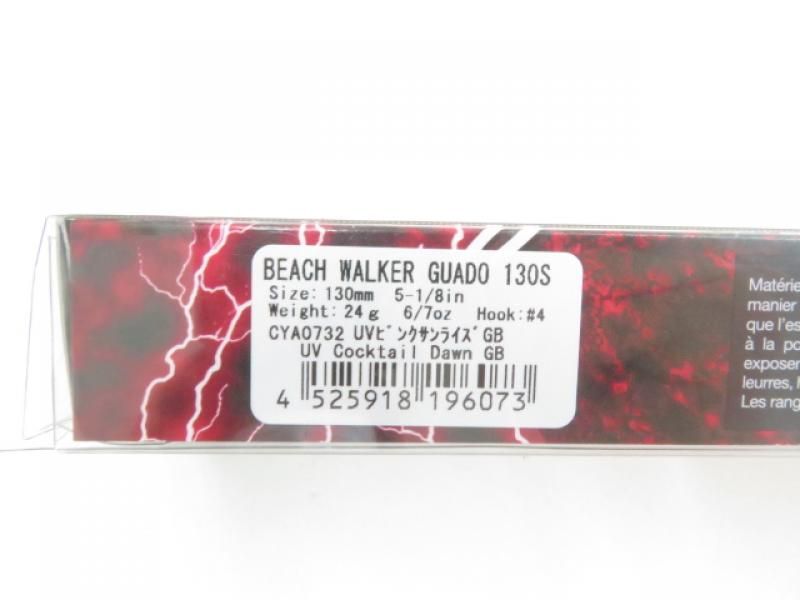 BEACH WALKER GUADO 130S
Size: 130mm 5-1/8in
Weight: 24g 6/7oz Hook:#4
CYA0732 UVﾋﾟﾝｸｻﾝﾗｲｽﾞGB
UV Cocktail Dawn GB
4 525918 196073
Matérie
manier
que l'es
à la po
exposer
leurres, l
Les rang